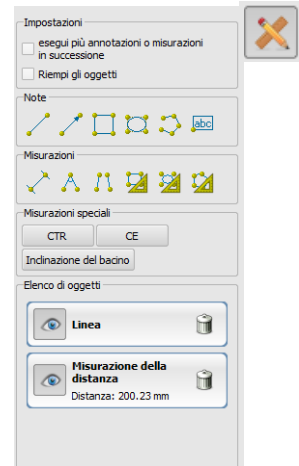 Impostazioni
esegui più annotazioni o misurazioni
in successione
Riempi gli oggetti
Note
abc
Misurazioni
Misurazioni speciali
CTR CE
Inclinazione del bacino
Elenco di oggetti
Linea
Misurazione della
distanza
Distanza: 200.23 mm